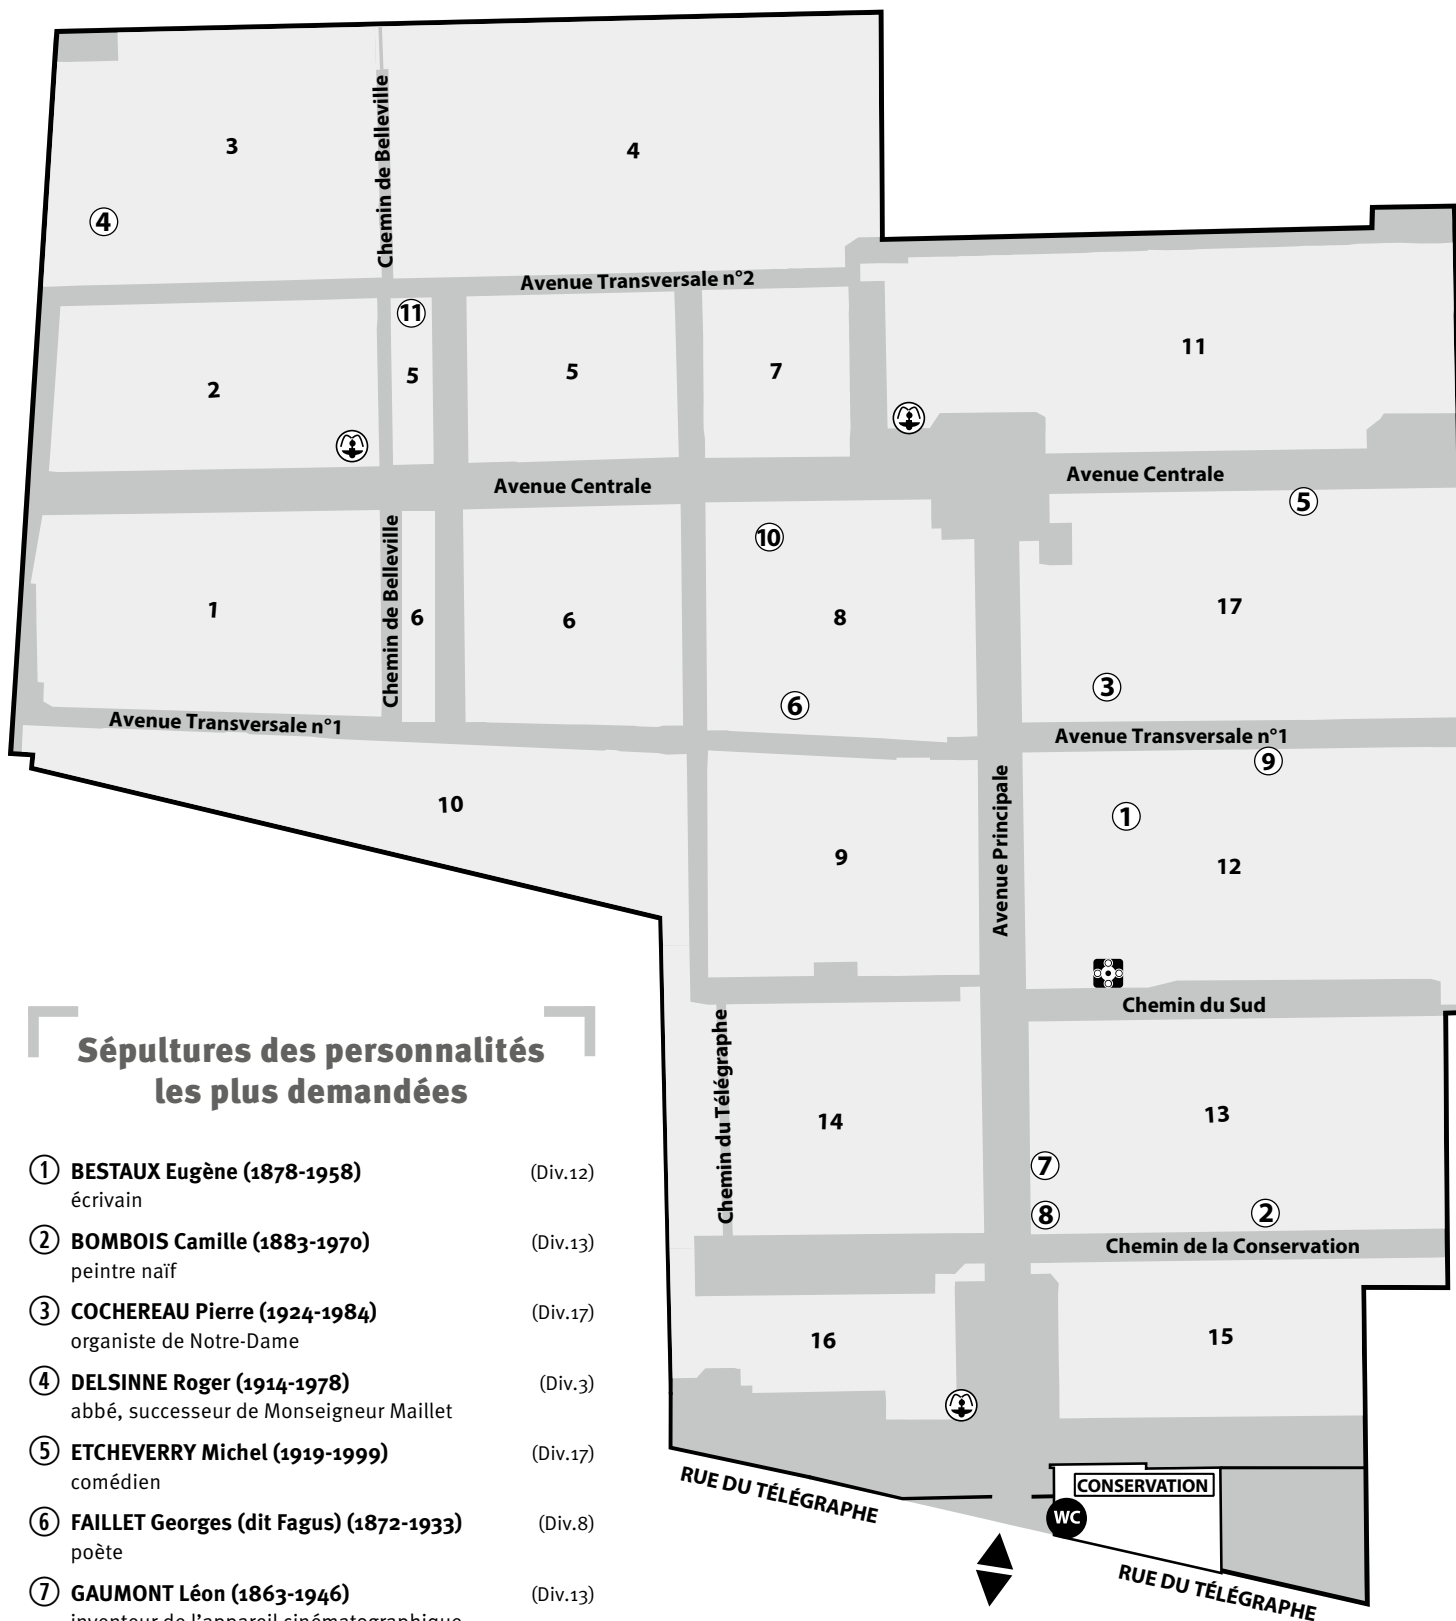 3
Chemin de Belleville
4
④
Avenue Transversale n°2
⑪
2
5
5
7
11
Avenue Centrale
Avenue Centrale
⑤
⑩
1
Chemin de Belleville
6
6
8
17
⑥
③
Avenue Transversale n°1
Avenue Transversale n°1
⑨
10
Avenue Principale
①
9
12
Chemin du Sud
Chemin du Télégraphe
14
13
⑦
⑧
②
Chemin de la Conservation
16
15
RUE DU TÉLÉGRAPHE
CONSERVATION
WC
RUE DU TÉLÉGRAPHE
Sépultures des personnalités
les plus demandées
① BESTAUX Eugène (1878-1958) (Div.12)
écrivain
② BOMBOIS Camille (1883-1970) (Div.13)
peintre naïf
③ COCHEREAU Pierre (1924-1984) (Div.17)
organiste de Notre-Dame
④ DELSINNE Roger (1914-1978) (Div.3)
abbé, successeur de Monseigneur Maillet
⑤ ETCHEVERRY Michel (1919-1999) (Div.17)
comédien
⑥ FAILLET Georges (dit Fagus) (1872-1933) (Div.8)
poète
⑦ GAUMONT Léon (1863-1946) (Div.13)
inventeur de l'appareil cinématographique